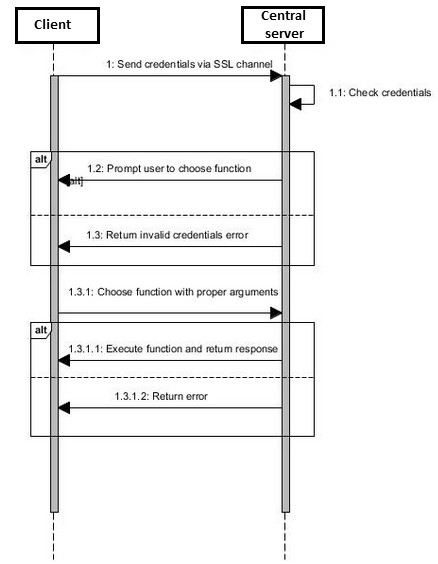 Client
Central
server
1: Send credentials via SSL channel
1.1: Check credentials
alt
1.2: Prompt user to choose function
alt]
1.3: Return invalid credentials error
1.3.1: Choose function with proper arguments
alt
1.3.1.1: Execute function and return response
1.3.1.2: Return error